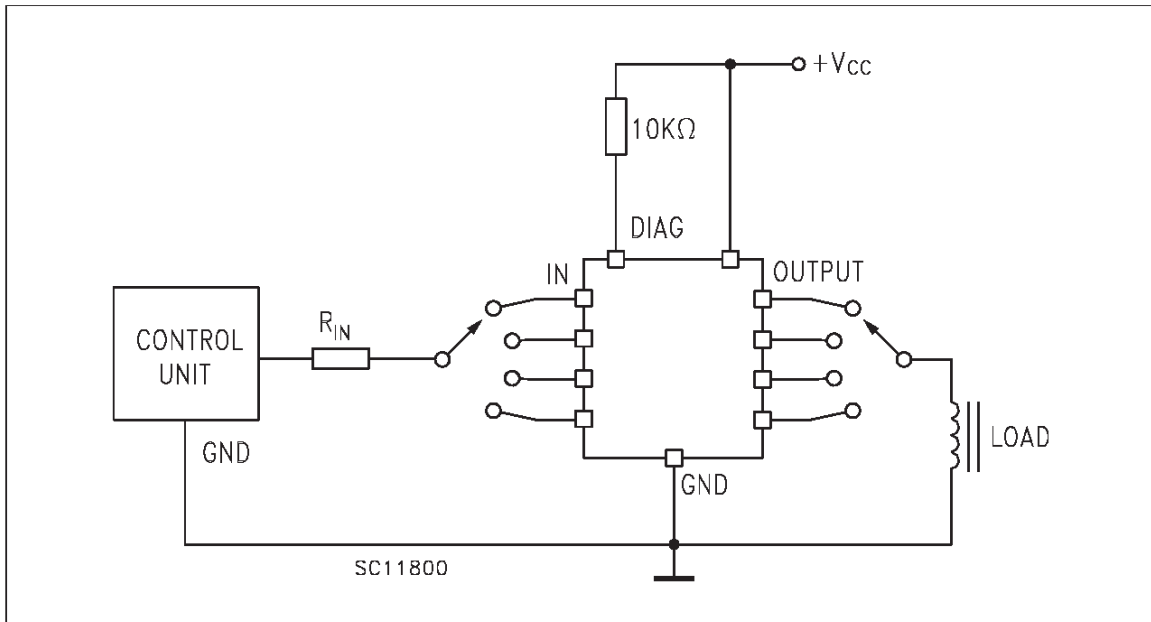 +Vcc
10KΩ
DIAG
IN
OUTPUT
CONTROL
UNIT
RIN
GND
GND
LOAD
SC11800